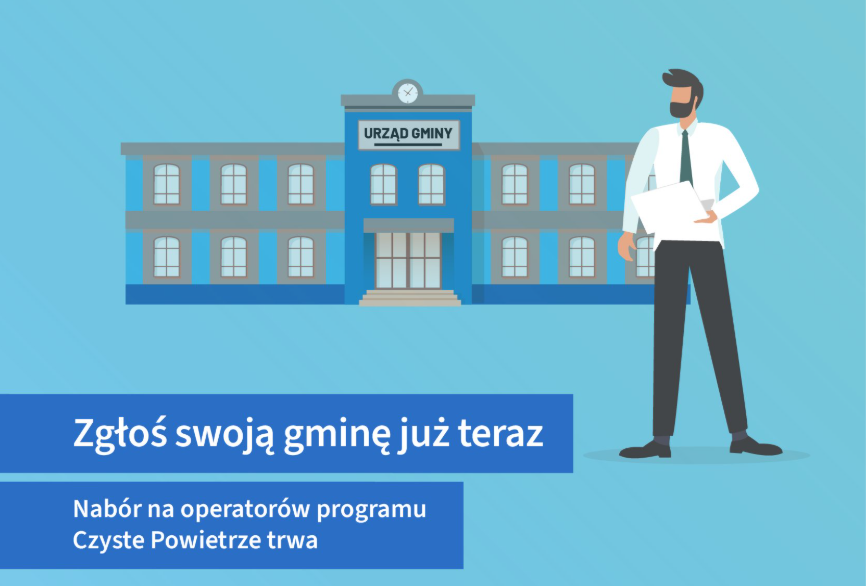 URZĄD GMINY
Zgłoś swoją gminę już teraz
Nabór na operatorów programu
Czyste Powietrze trwa